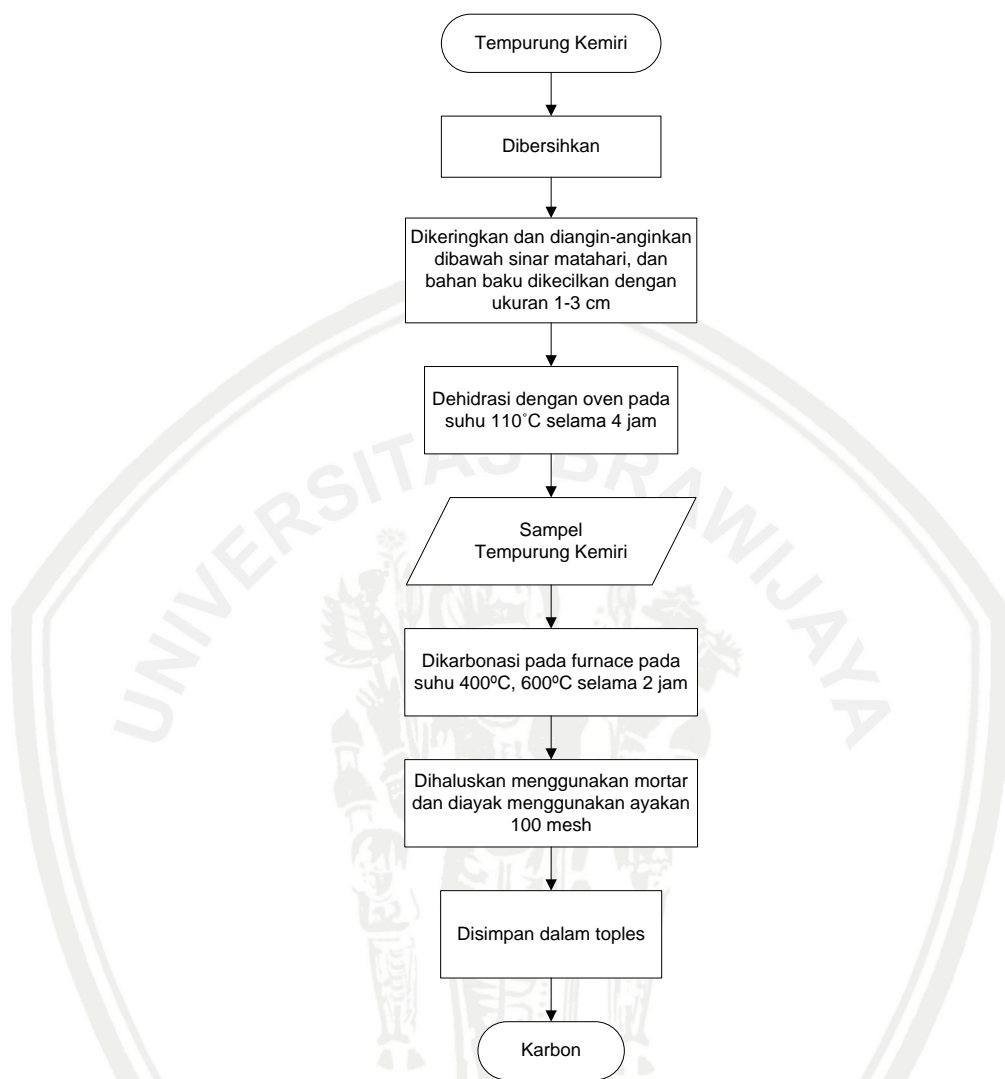 Tempurung Kemiri
Dibersihkan
Dikeringkan dan diangin-anginkan
dibawah sinar matahari, dan
bahan baku dikecilkan dengan
ukuran 1-3 cm
Dehidrasi dengan oven pada
suhu 110˚C selama 4 jam
UNIVERSITAS BRAWIJAYA
Sampel
Tempurung Kemiri
Dikarbonasi pada furnace pada
suhu 400ºC, 600ºC selama 2 jam
Dihaluskan menggunakan mortar
dan diayak menggunakan ayakan
100 mesh
Disimpan dalam toples
Karbon